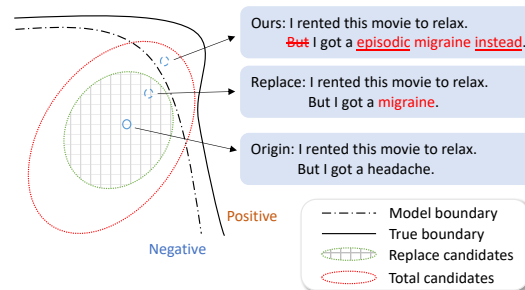 Ours: I rented this movie to relax.
But I got a episodic migraine instead.
Replace: I rented this movie to relax.
But I got a migraine.
Origin: I rented this movie to relax.
But I got a headache.
Positive
Negative
Model boundary
True boundary
Replace candidates
Total candidates